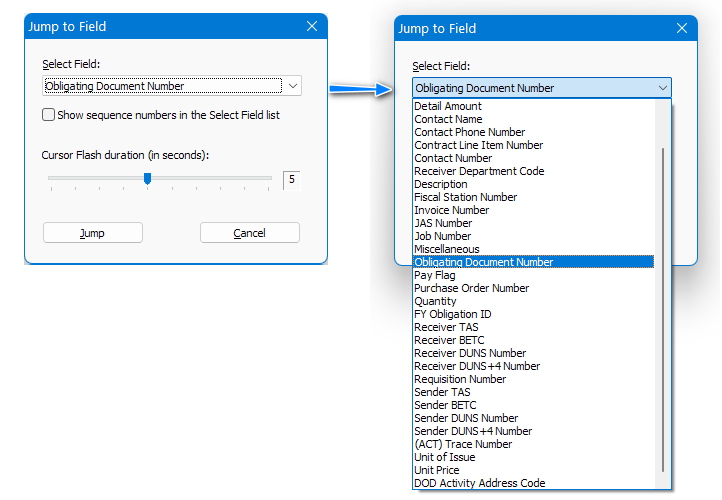 Jump to Field
Select Field:
Obligating Document Number
Show sequence numbers in the Select Field list
Cursor Flash duration (in seconds):
5
Jump
Cancel
Jump to Field
Select Field:
Obligating Document Number
Detail Amount
Contact Name
Contact Phone Number
Contract Line Item Number
Contact Number
Receiver Department Code
Description
Fiscal Station Number
Invoice Number
JAS Number
Job Number
Miscellaneous
Obligating Document Number
Pay Flag
Purchase Order Number
Quantity
FY Obligation ID
Receiver TAS
Receiver BETC
Receiver DUNS Number
Receiver DUNS+4 Number
Requisition Number
Sender TAS
Sender BETC
Sender DUNS Number
Sender DUNS+4 Number
(ACT) Trace Number
Unit of Issue
Unit Price
DOD Activity Address Code